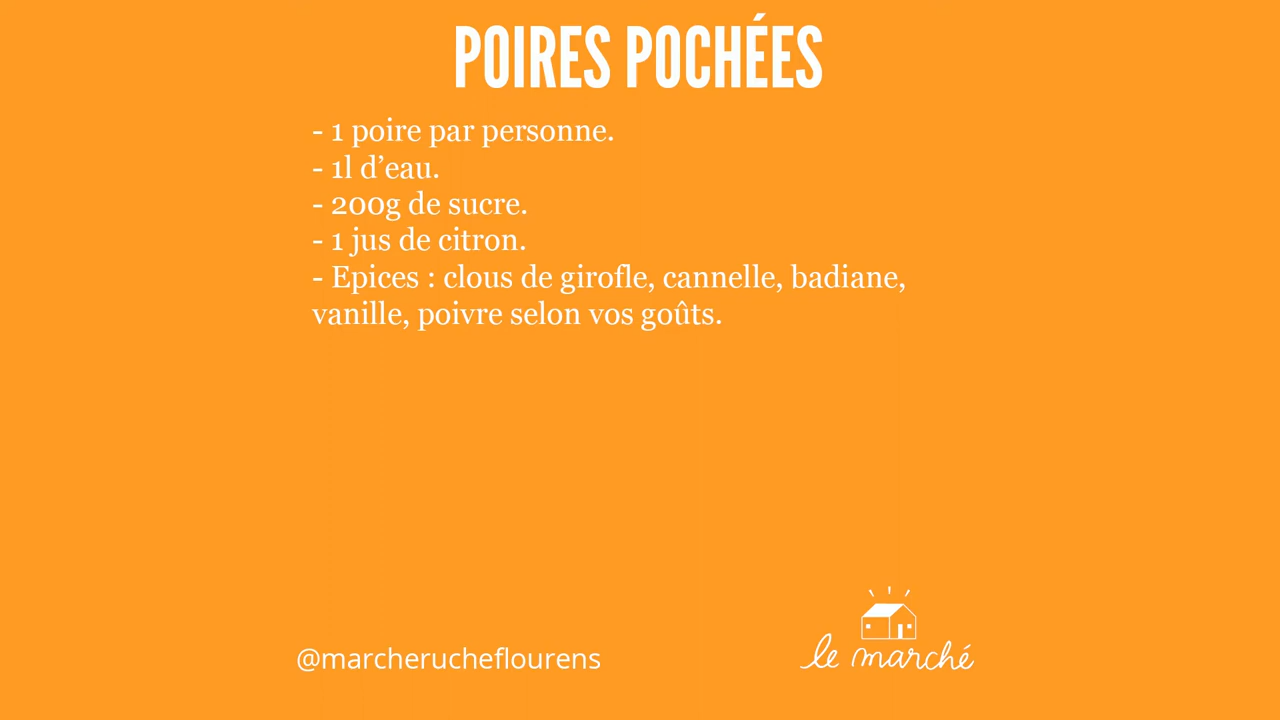 POIRES POCHÉES
- 1 poire par personne.
- 1l d’eau.
- 200g de sucre.
- 1 jus de citron.
- Epices : clous de girofle, cannelle, badiane,
vanille, poivre selon vos goûts.
@marcherucheflourens
le marché